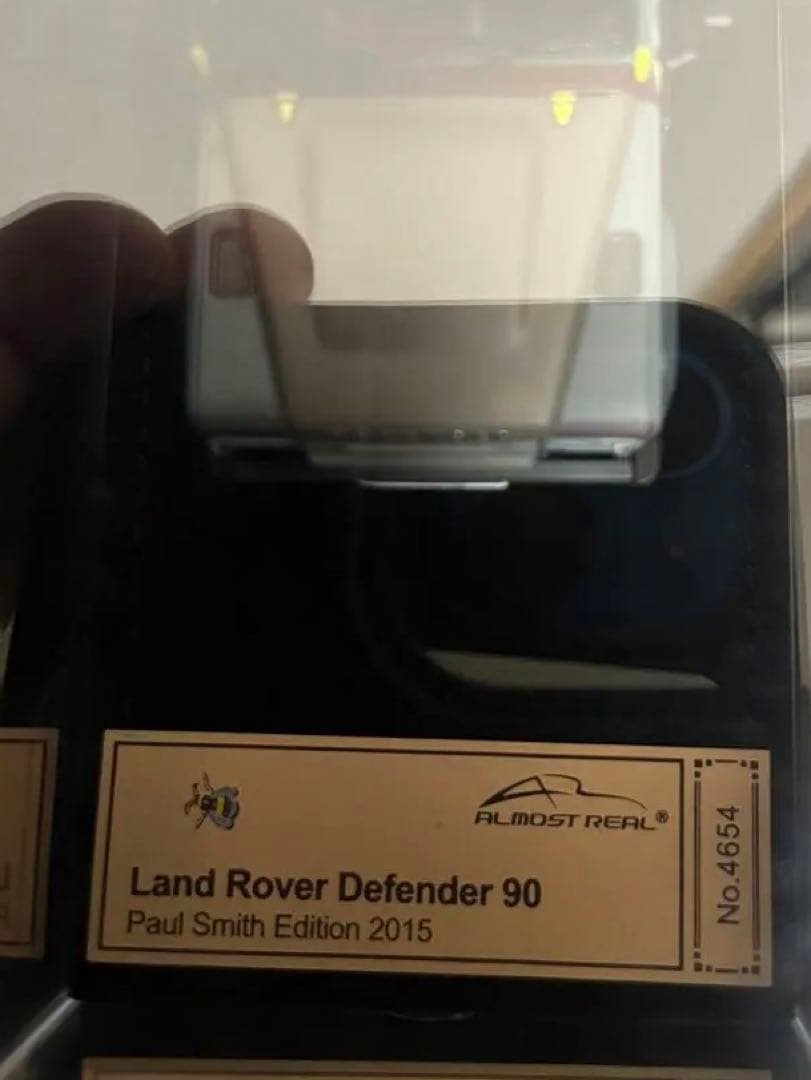 ALMOST REAL®
Land Rover Defender 90
Paul Smith Edition 2015
No.4654